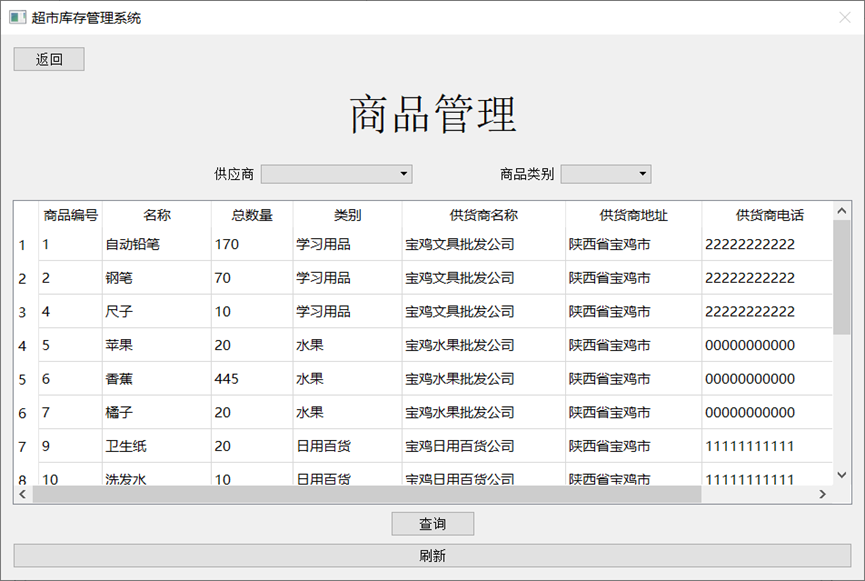 超市库存管理系统
返回
商品管理
供应商 商品类别
商品编号 名称 总数量 类别 供货商名称 供货商地址 供货商电话
1 1 自动铅笔 170 学习用品 宝鸡文具批发公司 陕西省宝鸡市 22222222222
2 2 钢笔 70 学习用品 宝鸡文具批发公司 陕西省宝鸡市 22222222222
3 4 尺子 10 学习用品 宝鸡文具批发公司 陕西省宝鸡市 22222222222
4 5 苹果 20 水果 宝鸡水果批发公司 陕西省宝鸡市 00000000000
5 6 香蕉 445 水果 宝鸡水果批发公司 陕西省宝鸡市 00000000000
6 7 橘子 20 水果 宝鸡水果批发公司 陕西省宝鸡市 00000000000
7 9 卫生纸 20 日用百货 宝鸡日用百货公司 陕西省宝鸡市 11111111111
8 10 洗发水 10 日用百货 宝鸡日用百货公司 陕西省宝鸡市 11111111111
查询
刷新